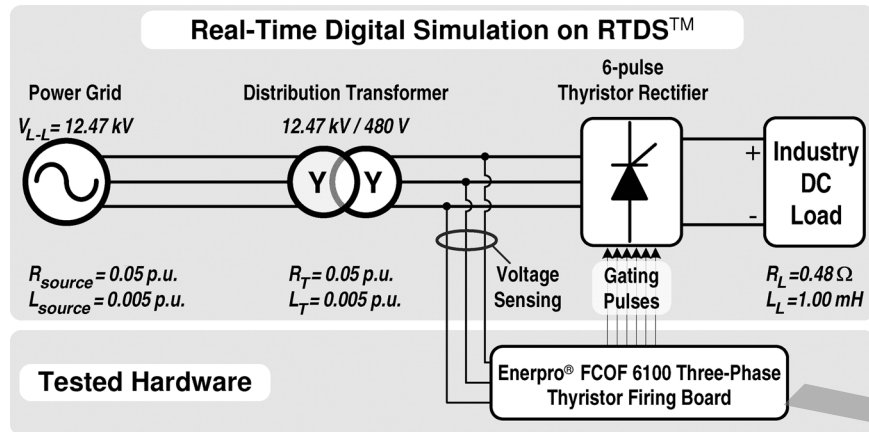 Real-Time Digital Simulation on RTDS™
Power Grid
V_L-L = 12.47 kV
Distribution Transformer
12.47 kV / 480 V
6-pulse
Thyristor Rectifier
Y Y
+
-
Industry
DC
Load
R_source = 0.05 p.u.
L_source = 0.005 p.u.
R_T = 0.05 p.u.
L_T = 0.005 p.u.
Voltage
Sensing
Gating
Pulses
R_L=0.48 Ω
L_L=1.00 mH
Tested Hardware
Enerpro® FCOF 6100 Three-Phase
Thyristor Firing Board